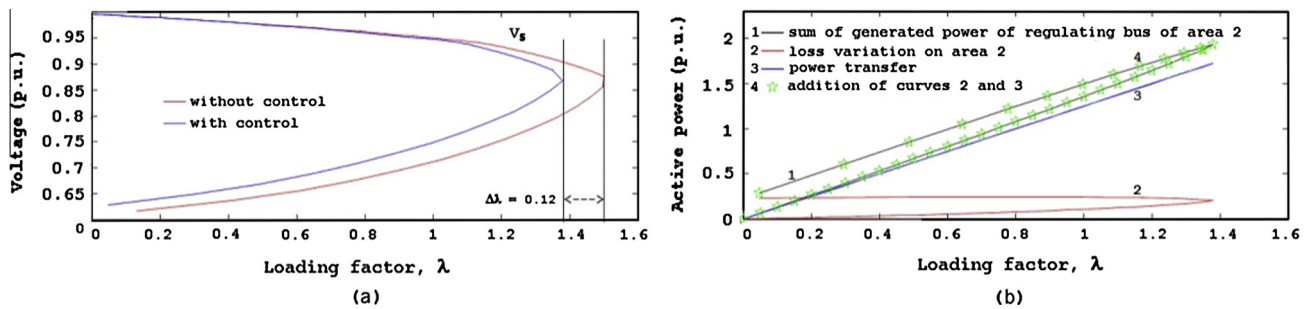 Voltage (p.u.)
0.95
0.9
0.85
0.8
0.75
0.7
0.65
0
0 0.2 0.4 0.6 0.8 1 1.2 1.4 1.6
V5
without control
with control
Δλ = 0.12
Loading factor, λ
(a)
Active power (p.u.)
2
1.5
1
0.5
0
0 0.2 0.4 0.6 0.8 1 1.2 1.4 1.6
1 sum of generated power of regulating bus of area 2
2 loss variation on area 2
3 power transfer
4 addition of curves 2 and 3
4
3
1
2
Loading factor, λ
(b)